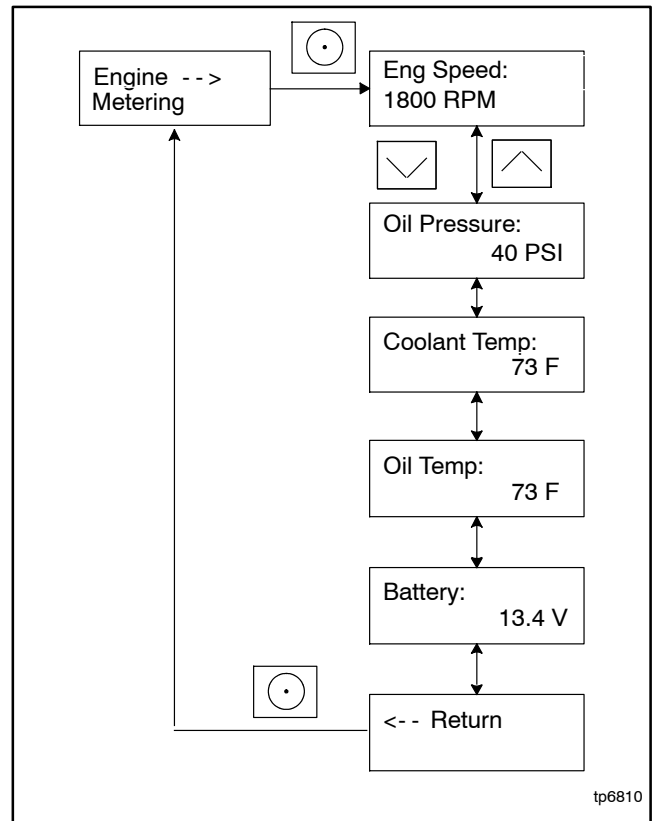 Engine - - >
Metering
Eng Speed:
1800 RPM
Oil Pressure:
40 PSI
Coolant Temp:
73 F
Oil Temp:
73 F
Battery:
13.4 V
<- - Return
tp6810